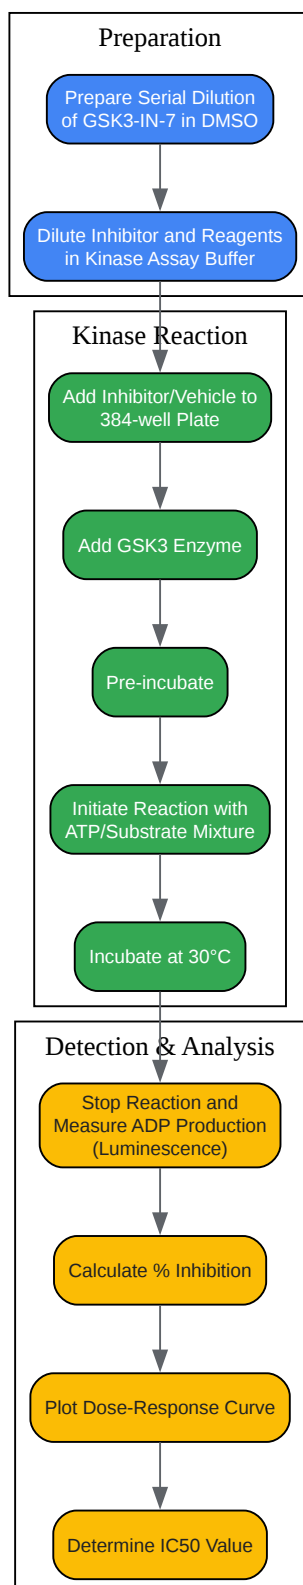 Preparation
Prepare Serial Dilution
of GSK3-IN-7 in DMSO
Dilute Inhibitor and Reagents
in Kinase Assay Buffer
Kinase Reaction
Add Inhibitor/Vehicle to
384-well Plate
Add GSK3 Enzyme
Pre-incubate
Initiate Reaction with
ATP/Substrate Mixture
Incubate at 30°C
Detection & Analysis
Stop Reaction and
Measure ADP Production
(Luminescence)
Calculate % Inhibition
Plot Dose-Response Curve
Determine IC50 Value